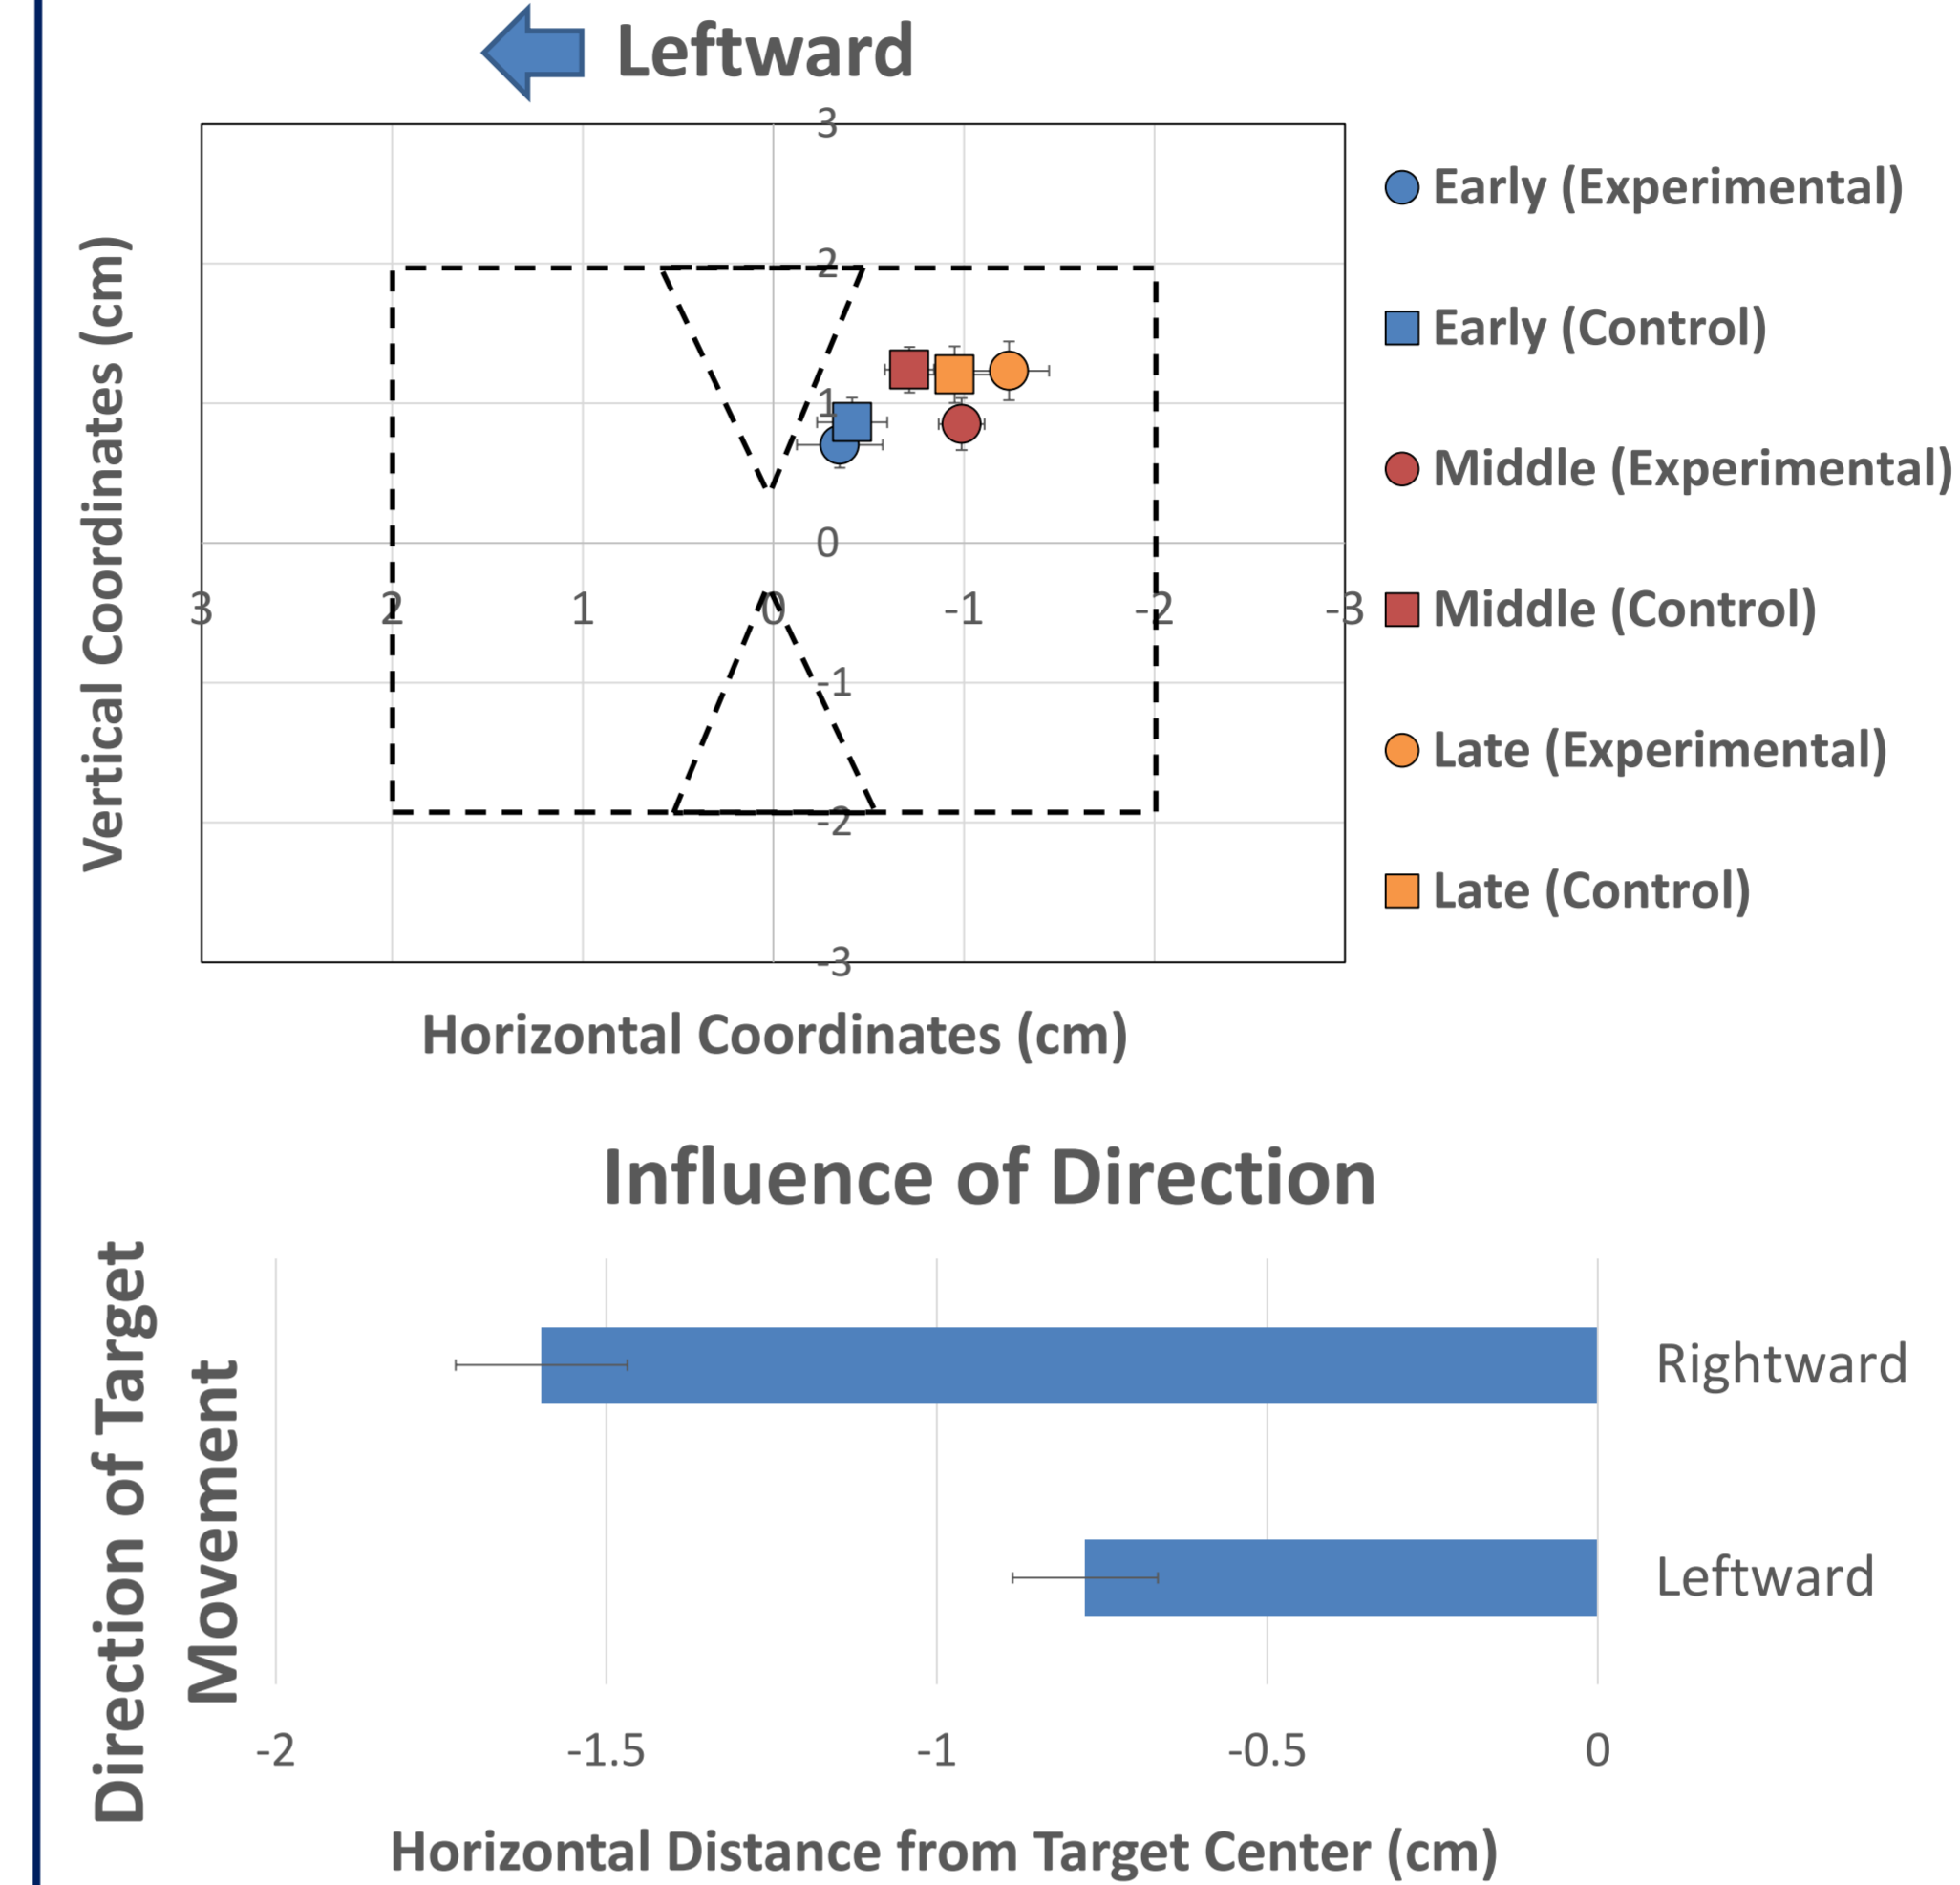 Leftward
3
2
1
0
-1
-2
-3
3 2 1 0 -1 -2 -3
Vertical Coordinates (cm)
Horizontal Coordinates (cm)
Early (Experimental)
Early (Control)
Middle (Experimental)
Middle (Control)
Late (Experimental)
Late (Control)
Influence of Direction
Direction of Target
Movement
Rightward
Leftward
-2 -1.5 -1 -0.5 0
Horizontal Distance from Target Center (cm)